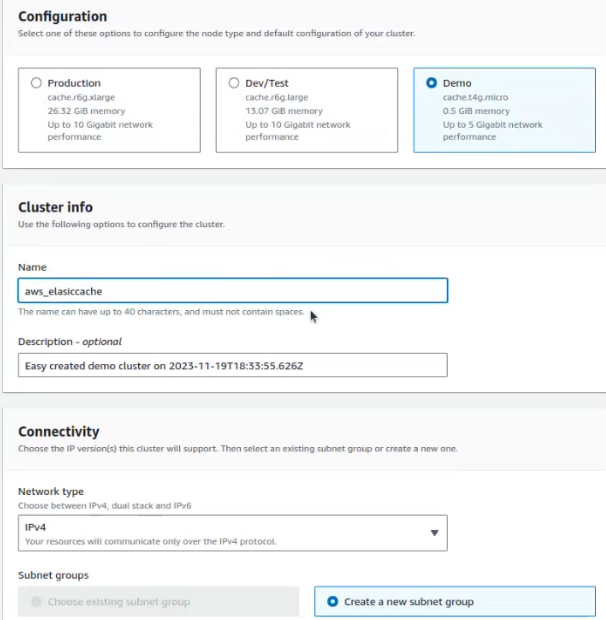 Configuration
Select one of these options to configure the node type and default configuration of your cluster.
Production
cache.r6g.xlarge
26.32 GiB memory
Up to 10 Gigabit network
performance
Dev/Test
cache.r6g.large
13.07 GiB memory
Up to 10 Gigabit network
performance
Demo
cache.t4g.micro
0.5 GiB memory
Up to 5 Gigabit network
performance
Cluster info
Use the following options to configure the cluster.
Name
aws_elasiccache
The name can have up to 40 characters, and must not contain spaces.
Description - optional
Easy created demo cluster on 2023-11-19T18:33:55.626Z
Connectivity
Choose the IP version(s) this cluster will support. Then select an existing subnet group or create a new one.
Network type
Choose between IPv4, dual stack and IPv6
IPv4
Your resources will communicate only over the IPv4 protocol.
Subnet groups
Choose existing subnet group
Create a new subnet group